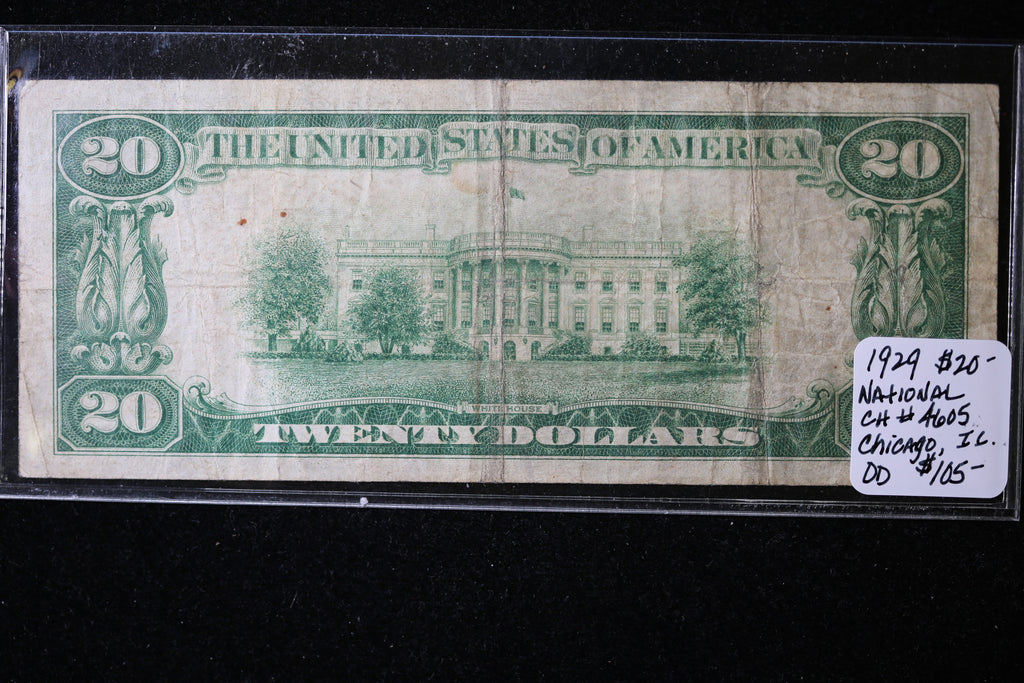 20 THE UNITED STATES OF AMERICA 20
WHITE HOUSE
20 TWENTY DOLLARS
1929 $20-
NATIONAL
CH # 4605
Chicago, IL.
DD $105-